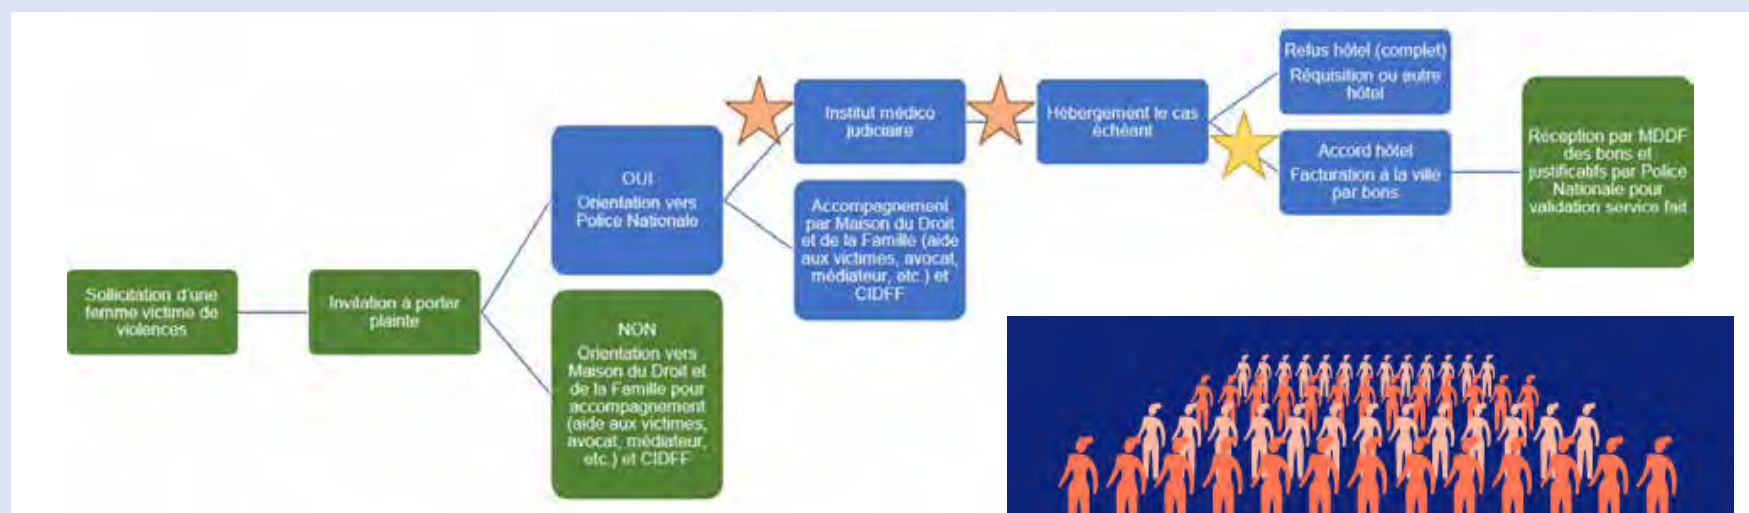 Sollicitation d'une
femme victime de
violences
Invitation à porter
plainte
OUI
Orientation vers
Police Nationale
NON
Orientation vers
Maison du Droit et
de la Famille pour
accompagnement
(aide aux victimes,
avocat, médiateur,
etc.) et CIDFF
Institut médico
judiciaire
Accompagnement
par Maison du Droit
et de la Famille (aide
aux victimes, avocat,
médiateur, etc.) et
CIDFF
Hébergement le cas
échéant
Refus hôtel (complet)
Réquisition ou autre
hôtel
Accord hôtel
Facturation à la ville
par bons
Réception par MDDF
des bons et
justificatifs par Police
Nationale pour
validation service fait